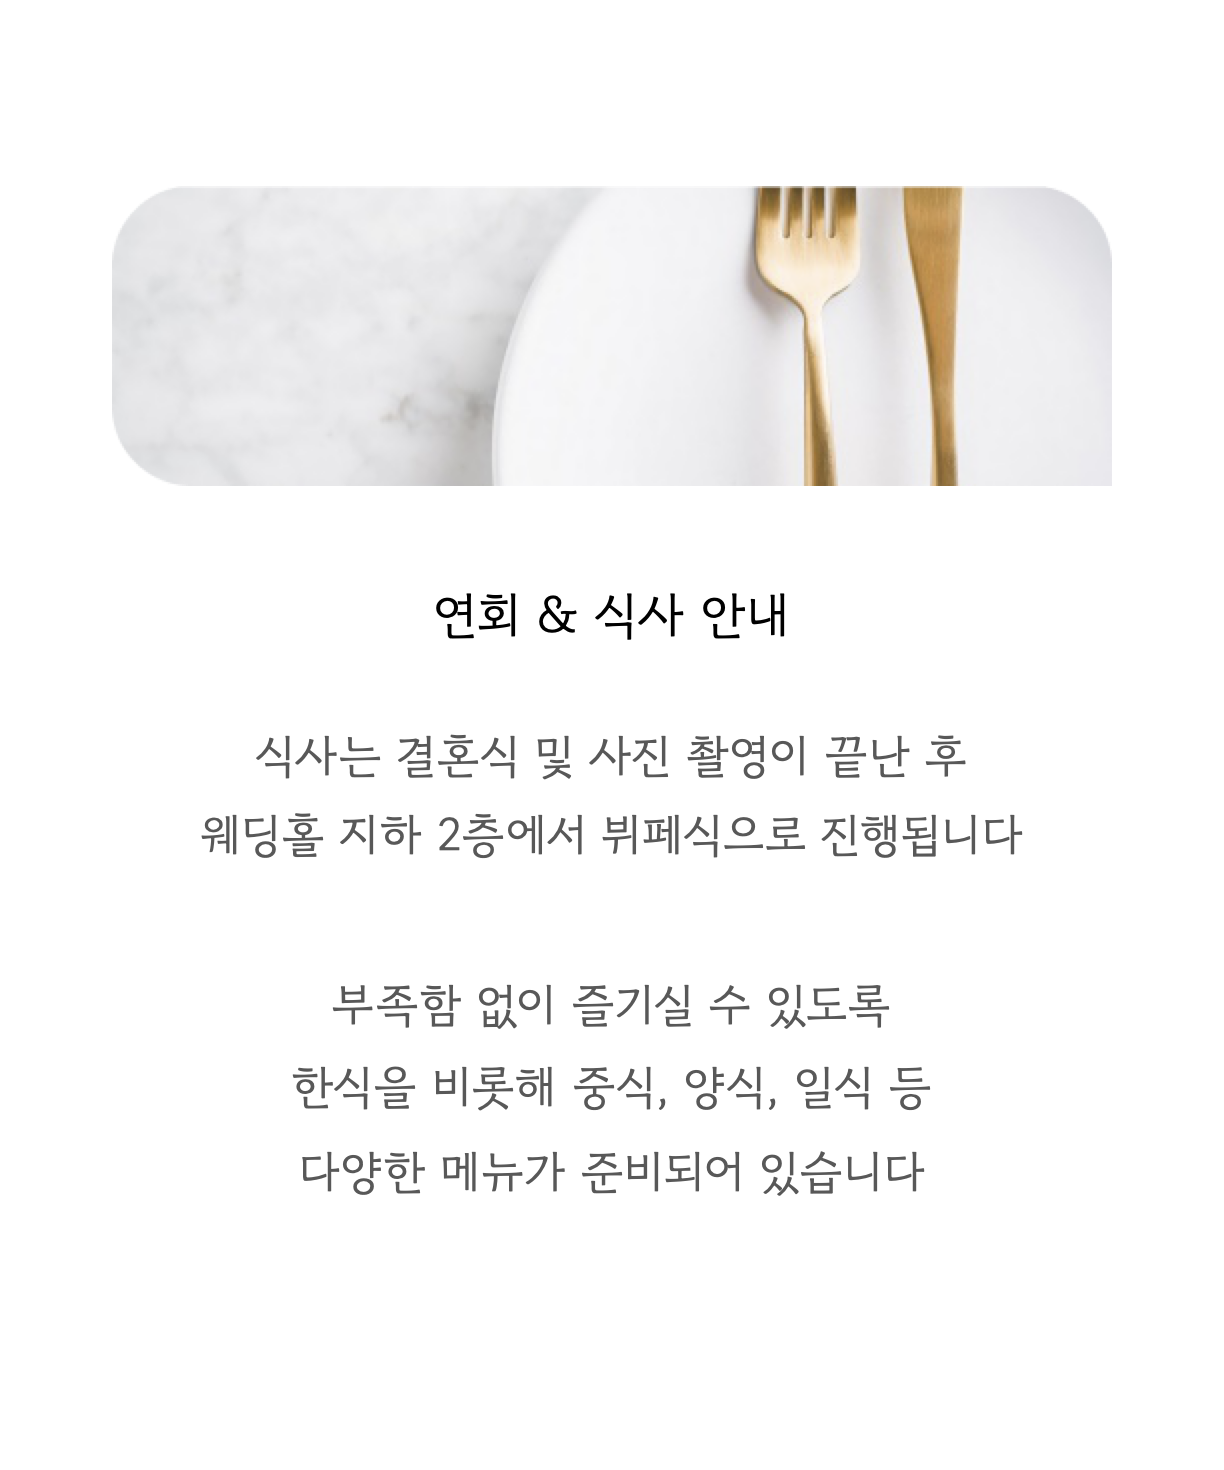 연회 & 식사 안내
식사는 결혼식 및 사진 촬영이 끝난 후
웨딩홀 지하 2층에서 뷔페식으로 진행됩니다
부족함 없이 즐기실 수 있도록
한식을 비롯해 중식, 양식, 일식 등
다양한 메뉴가 준비되어 있습니다